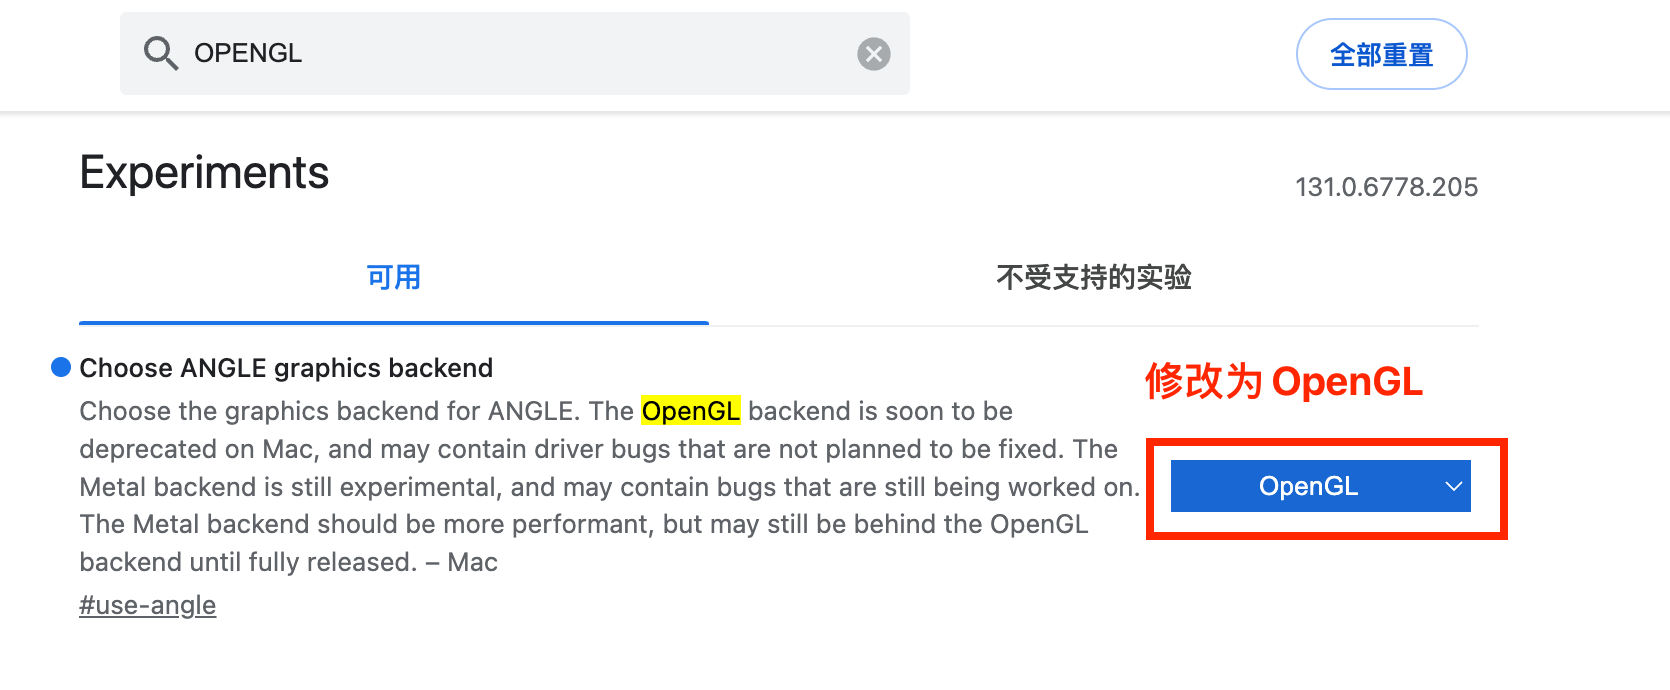 OPENGL
全部重置
Experiments
131.0.6778.205
可用
不受支持的实验
Choose ANGLE graphics backend
修改为 OpenGL
Choose the graphics backend for ANGLE. The OpenGL backend is soon to be
deprecated on Mac, and may contain driver bugs that are not planned to be fixed. The
Metal backend is still experimental, and may contain bugs that are still being worked on.
The Metal backend should be more performant, but may still be behind the OpenGL
backend until fully released. – Mac
OpenGL
#use-angle